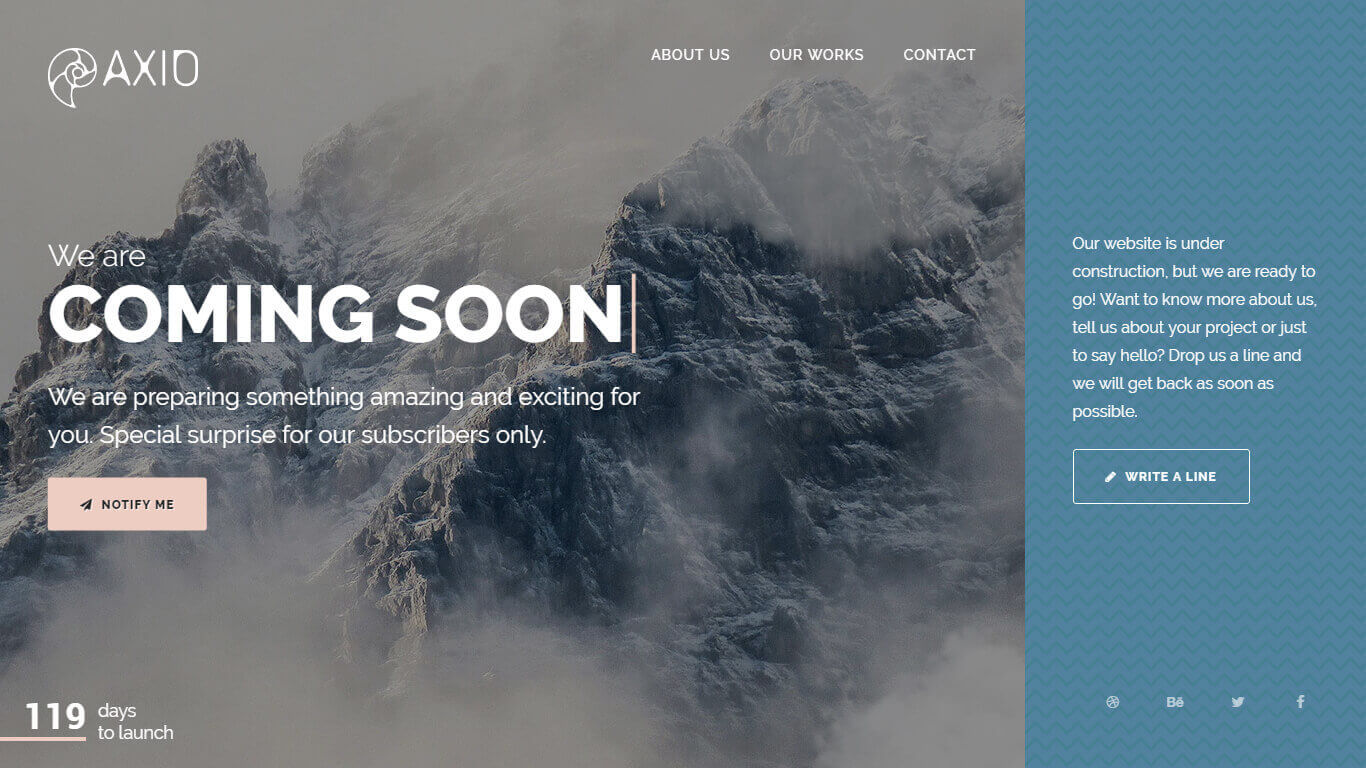 AXIO
ABOUT US OUR WORKS CONTACT
We are
COMING SOON
We are preparing something amazing and exciting for
you. Special surprise for our subscribers only.
NOTIFY ME
119 days
to launch
Our website is under
construction, but we are ready to
go! Want to know more about us,
tell us about your project or just
to say hello? Drop us a line and
we will get back as soon as
possible.
WRITE A LINE
Bē